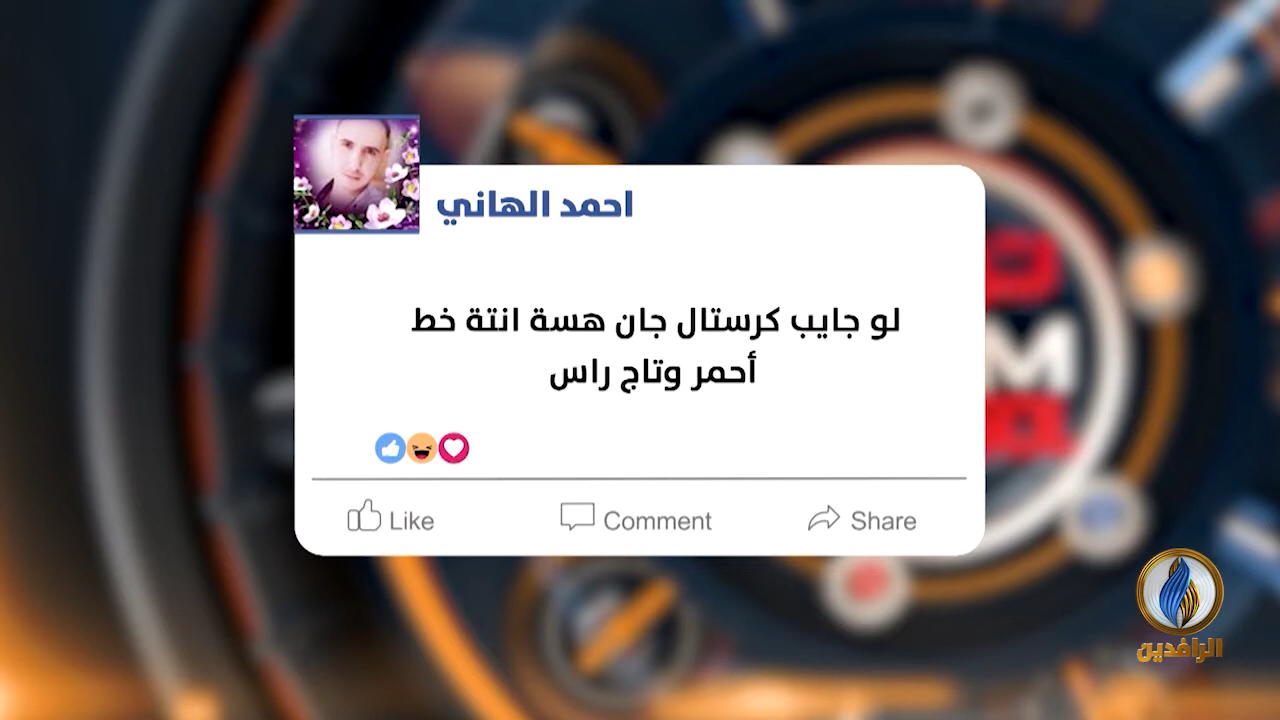 احمد الهاني
لو جايب كرستال جان هسة انتة خط
أحمر وتاج راس
Like
Comment
Share
M
الرافدين